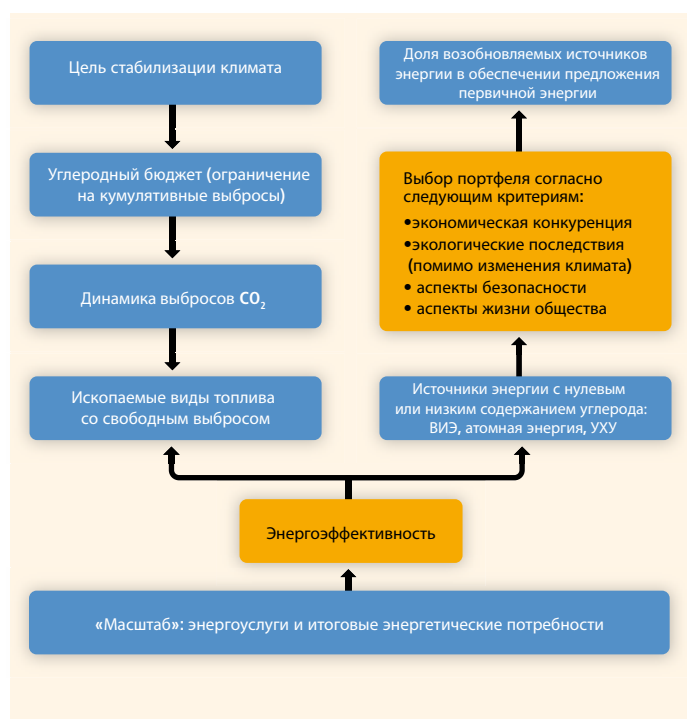 Цель стабилизации климата
Углеродный бюджет (ограничение
на кумулятивные выбросы)
Динамика выбросов CO₂
Ископаемые виды топлива
со свободным выбросом
Доля возобновляемых источников
энергии в обеспечении предложения
первичной энергии
Выбор портфеля согласно
следующим критериям:
•экономическая конкуренция
•экологические последствия
(помимо изменения климата)
• аспекты безопасности
• аспекты жизни общества
Источники энергии с нулевым
или низким содержанием углерода:
ВИЭ, атомная энергия, УХУ
Энергоэффективность
«Масштаб»: энергоуслуги и итоговые энергетические потребности